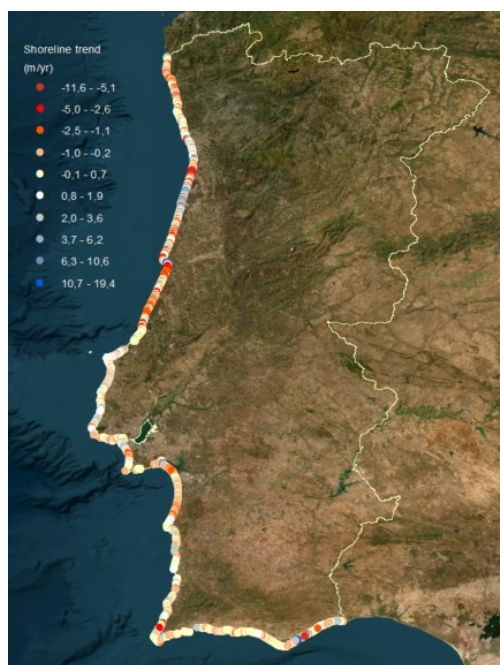 Shoreline trend
(m/yr)
-11,6 - -5,1
-5,0 - -2,6
-2,5 - -1,1
-1,0 - -0,2
-0,1 - 0,7
0,8 - 1,9
2,0 - 3,6
3,7 - 6,2
6,3 - 10,6
10,7 - 19,4